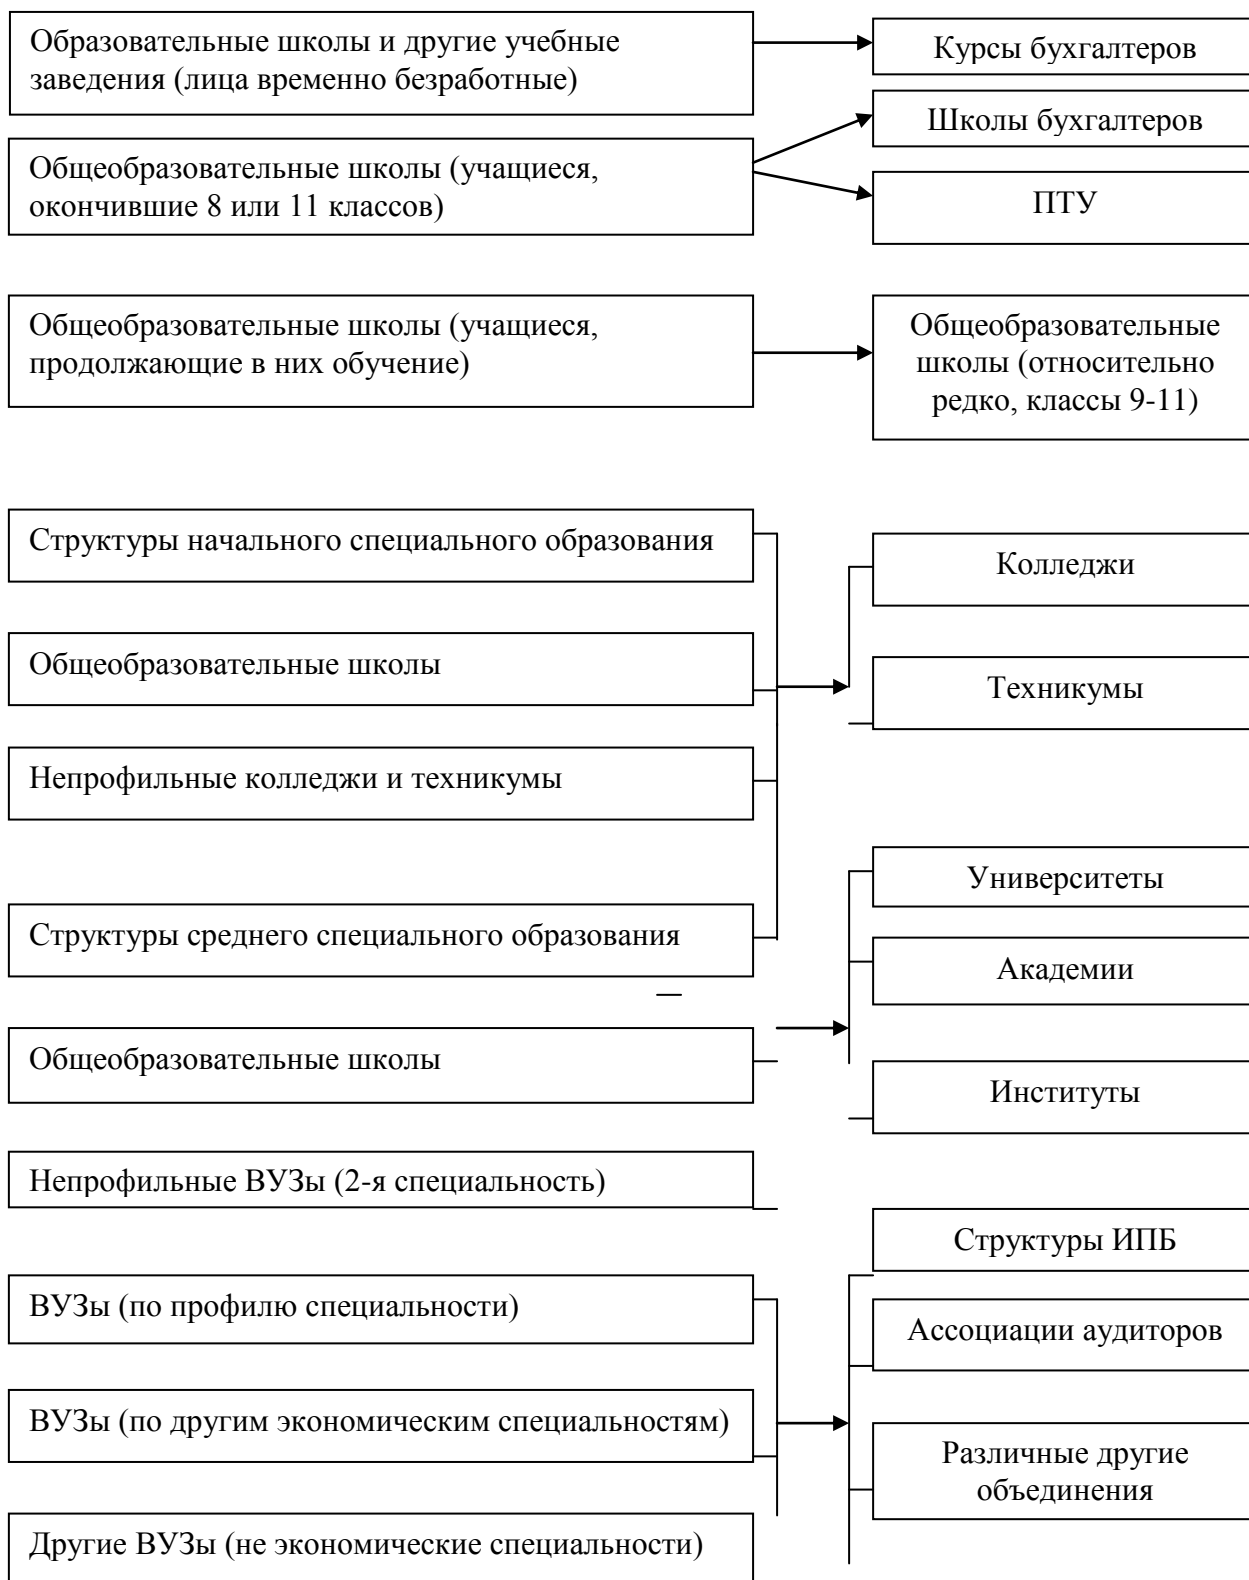 Образовательные школы и другие учебные
заведения (лица временно безработные)
Курсы бухгалтеров
Общеобразовательные школы (учащиеся,
окончившие 8 или 11 классов)
Школы бухгалтеров
ПТУ
Общеобразовательные школы (учащиеся,
продолжающие в них обучение)
Общеобразовательные
школы (относительно
редко, классы 9-11)
Структуры начального специального образования
Общеобразовательные школы
Непрофильные колледжи и техникумы
Колледжи
Техникумы
Структуры среднего специального образования
Общеобразовательные школы
Непрофильные ВУЗы (2-я специальность)
Университеты
Академии
Институты
ВУЗы (по профилю специальности)
ВУЗы (по другим экономическим специальностям)
Другие ВУЗы (не экономические специальности)
Структуры ИПБ
Ассоциации аудиторов
Различные другие
объединения